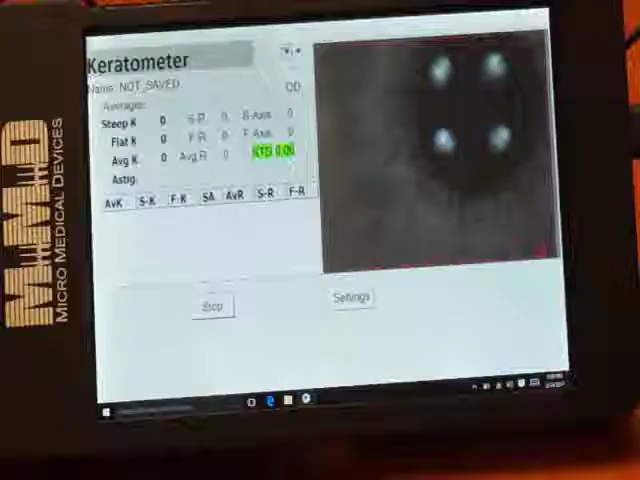 MMD
MICRO MEDICAL DEVICES
Keratometer
Name: NOT_SAVED
OD
Averages:
Steep K 0 S-R 0 S-Axis 0
Flat K 0 F-R 0 F-Axis 0
Avg K 0 Avg R 0 STD 0.00
Astig:
AvK S-K F-K SA AvR S-R F-R
Stop
Settings